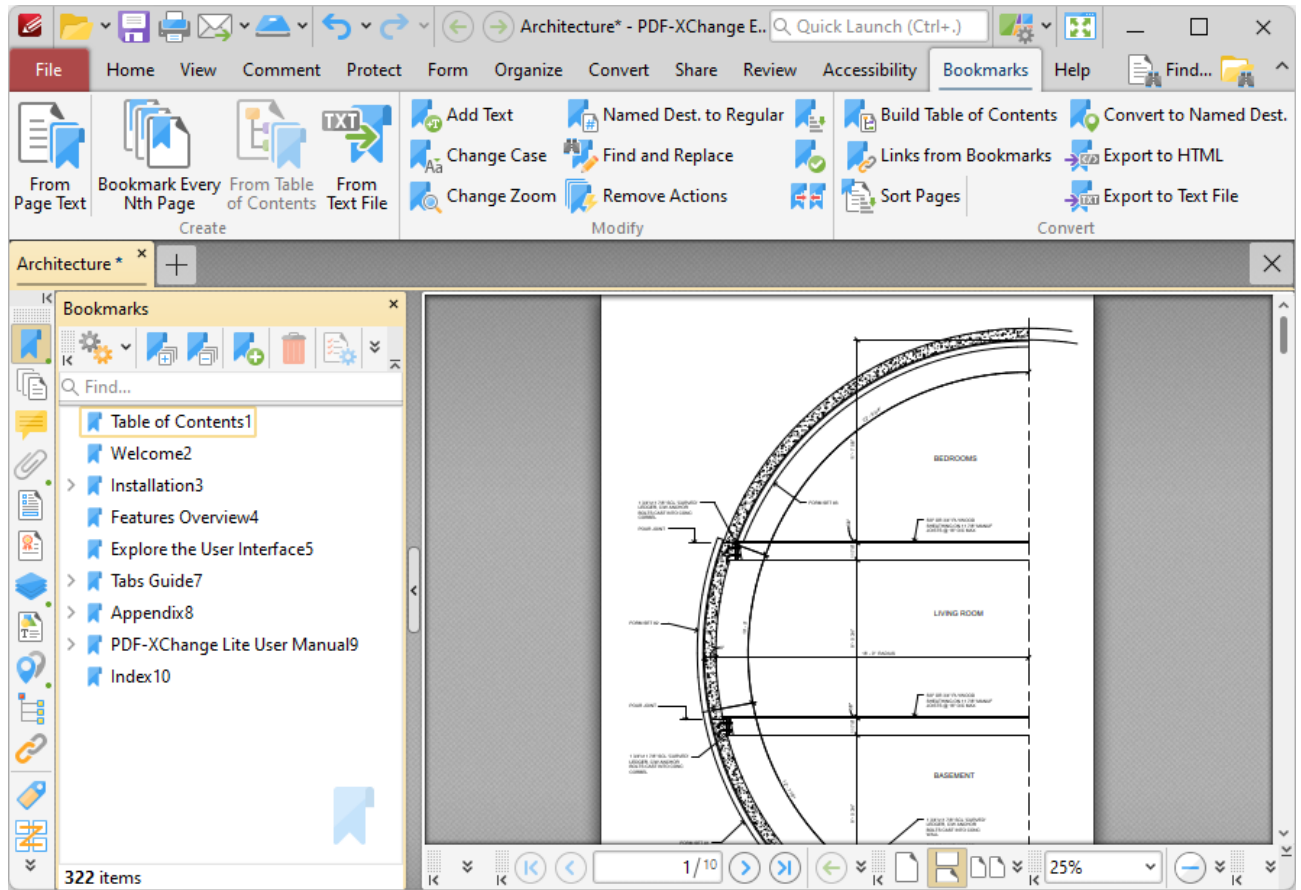 Architecture* - PDF-XChange E..
Quick Launch (Ctrl+.)
File Home View Comment Protect Form Organize Convert Share Review Accessibility Bookmarks Help Find...
From Page Text
Bookmark Every Nth Page
From Table of Contents
From Text File
TXT
Create
Add Text
Change Case
Change Zoom
Named Dest. to Regular
Find and Replace
Remove Actions
Modify
Build Table of Contents
Links from Bookmarks
Sort Pages
Convert to Named Dest.
Export to HTML
Export to Text File
Convert
Architecture *
Bookmarks
Find...
Table of Contents1
Welcome2
Installation3
Features Overview4
Explore the User Interface5
Tabs Guide7
Appendix8
PDF-XChange Lite User Manual9
Index10
322 items
BEDROOMS
LIVING ROOM
BASEMENT
POUR JOINT
POUR JOINT
1/10
25%